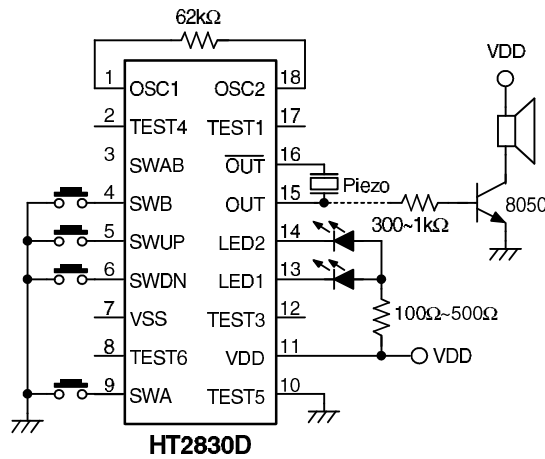 62kΩ
VDD
1 OSC1 OSC2 18
2 TEST4 TEST1 17
3 SWAB OUT 16
4 SWB OUT 15 Piezo
300~1kΩ 8050
5 SWUP LED2 14
6 SWDN LED1 13
7 VSS TEST3 12 100Ω~500Ω
8 TEST6 VDD 11 VDD
9 SWA TEST5 10
HT2830D